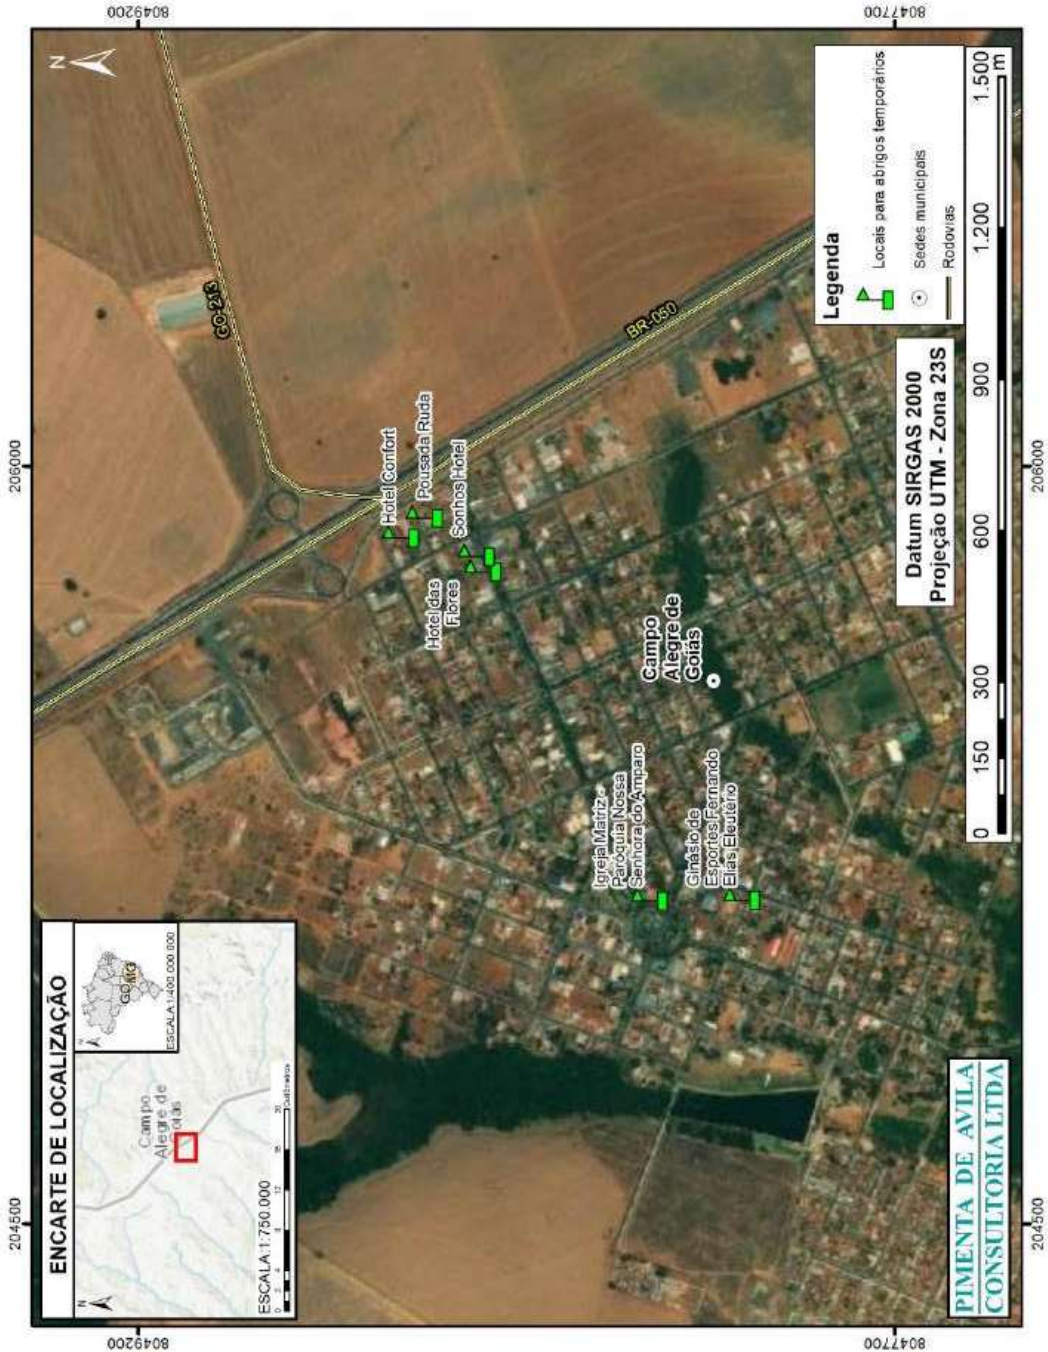 204500
206000
8049200
8049200
8047700
8047700
204500
206000
ENCARTE DE LOCALIZAÇÃO
N
Campo
Alegre de
Goiás
GO
MG
ESCALA:1/400.000.000
ESCALA:1:750.000
N
GO-213
BR-050
Hotel Confort
Pousada Ruda
Sonhos Hotel
Hotel das
Flores
Campo
Alegre de
Goiás
Igreja Matriz -
Paróquia Nossa
Senhora do Amparo
Ginásio de
Esportes Fernando
Elias Eleutério
Legenda
Locais para abrigos temporários
Sedes municipais
Rodovias
Datum SIRGAS 2000
Projeção UTM - Zona 23S
0 150 300 600 900 1.200 1.500
m
PIMENTA DE AVILA
CONSULTORIA LTDA